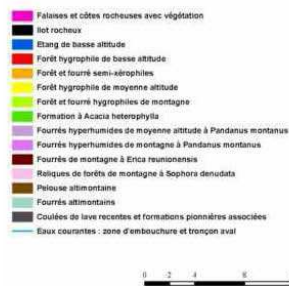 Falaises et côtes rocheuses avec végétation
Ilot rocheux
Etang de basse altitude
Forêt hygrophile de basse altitude
Forêt et fourré semi-xérophiles
Forêt hygrophile de moyenne altitude
Forêt et fourré hygrophiles de montagne
Formation à Acacia heterophylla
Fourrés hyperhumides de moyenne altitude à Pandanus montanus
Fourrés hyperhumides de montagne à Pandanus montanus
Fourrés de montagne à Erica reunionensis
Reliques de forêts de montagne à Sophora denudata
Pelouse altimontaine
Fourrés altimontains
Coulées de lave recentes et formations pionnières associées
Eaux courantes : zone d'embouchure et tronçon aval
0 2 4 8